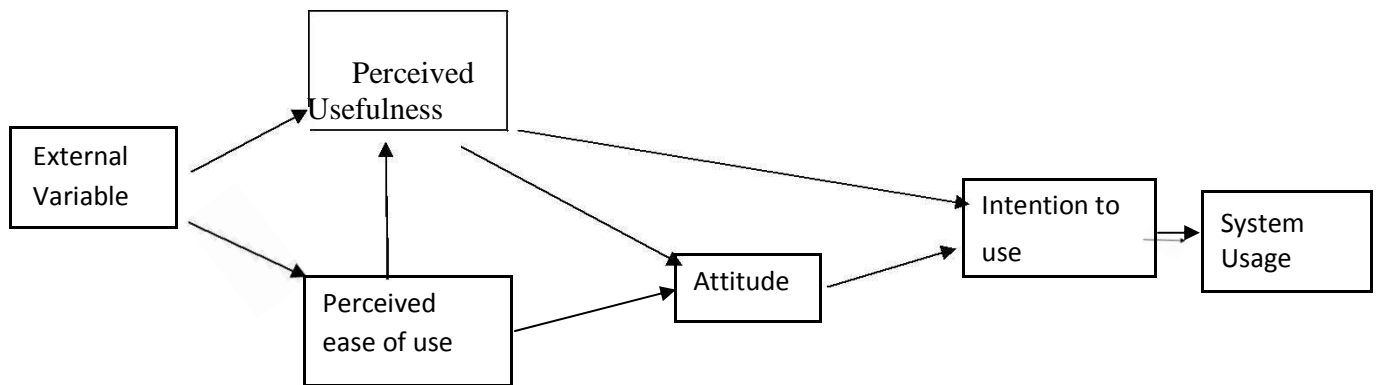 Perceived
Usefulness
External
Variable
Intention to
use
System
Usage
Attitude
Perceived
ease of use